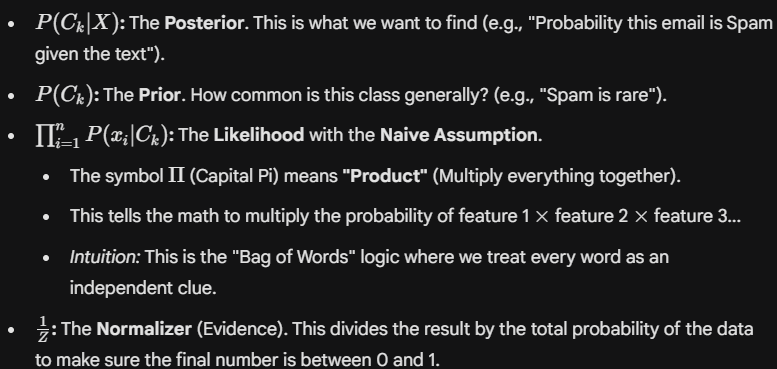 • P(C_k|X): The Posterior. This is what we want to find (e.g., "Probability this email is Spam
given the text").
• P(C_k): The Prior. How common is this class generally? (e.g., "Spam is rare").
• ∏_{i=1}^{n} P(x_i|C_k): The Likelihood with the Naive Assumption.
• The symbol Π (Capital Pi) means "Product" (Multiply everything together).
• This tells the math to multiply the probability of feature 1 × feature 2 × feature 3...
• Intuition: This is the "Bag of Words" logic where we treat every word as an
independent clue.
• 1/Z: The Normalizer (Evidence). This divides the result by the total probability of the data
to make sure the final number is between 0 and 1.